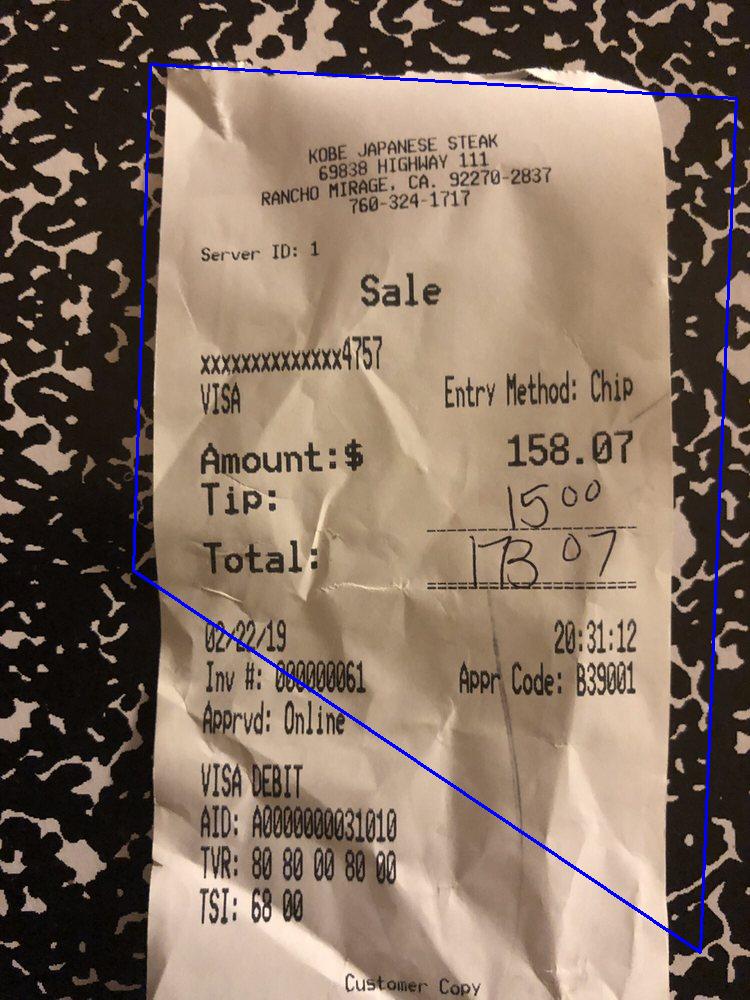 KOBE JAPANESE STEAK
69838 HIGHWAY 111
RANCHO MIRAGE, CA. 92270-2837
760-324-1717
Server ID: 1
Sale
xxxxxxxxxxxxxx4757
VISA Entry Method: Chip
Amount:$ 158.07
Tip: 15 00
Total: 173 07
02/22/19 20:31:12
Inv #: 000000061 Appr Code: B39001
Apprvd: Online
VISA DEBIT
AID: A0000000031010
TVR: 80 80 00 80 00
TSI: 68 00
Customer Copy